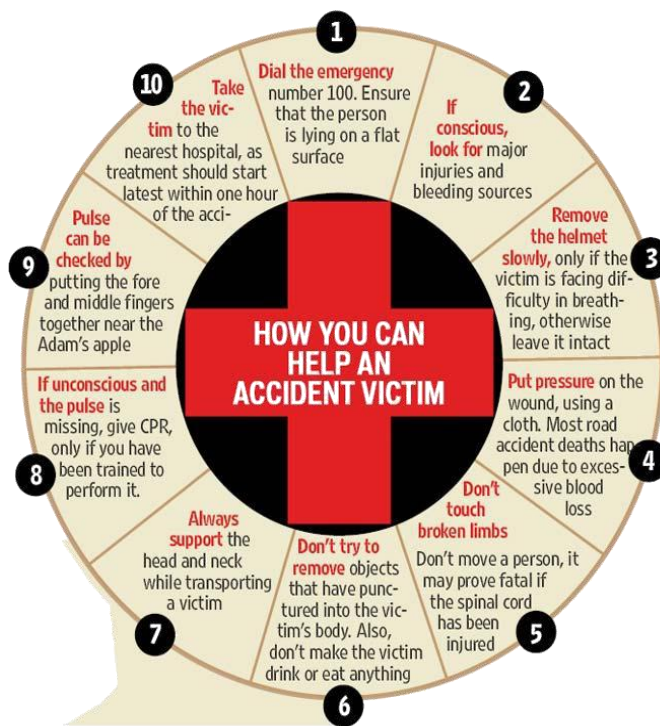 HOW YOU CAN
HELP AN
ACCIDENT VICTIM
1
Dial the emergency
number 100. Ensure
that the person
is lying on a flat
surface
2
If
conscious,
look for major
injuries and
bleeding sources
3
Remove
the helmet
slowly, only if the
victim is facing dif-
ficulty in breath-
ing, otherwise
leave it intact
4
Put pressure on the
wound, using a
cloth. Most road
accident deaths hap-
pen due to exces-
sive blood
loss
5
Don't
touch
broken limbs
Don't move a person, it
may prove fatal if
the spinal cord
has been
injured
6
Don't try to
remove objects
that have punc-
tured into the vic-
tim's body. Also,
don't make the victim
drink or eat anything
7
Always
support the
head and neck
while transporting
a victim
8
If unconscious and
the pulse is
missing, give CPR,
only if you have
been trained to
perform it.
9
Pulse
can be
checked by
putting the fore
and middle fingers
together near the
Adam's apple
10
Take
the vic-
tim to the
nearest hospital, as
treatment should start
latest within one hour
of the acci-